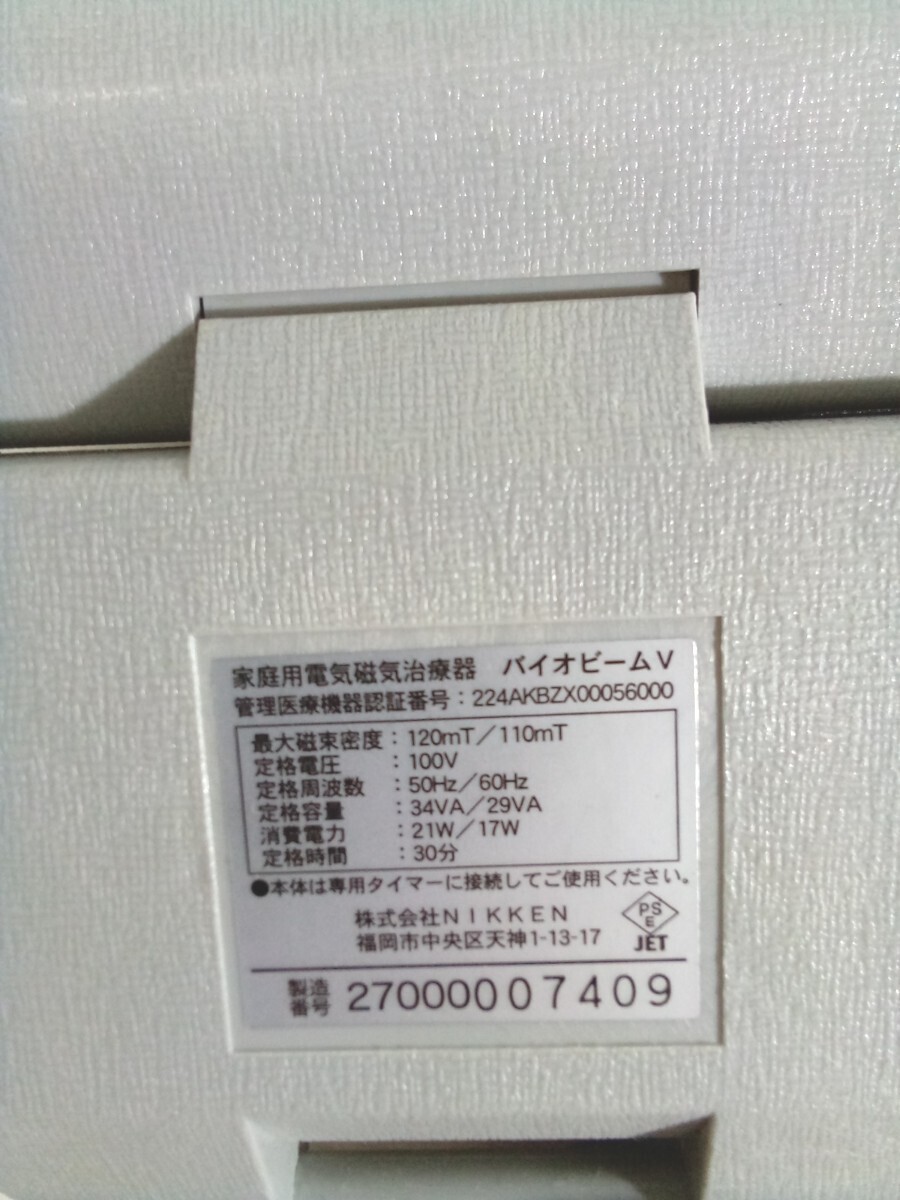 家庭用電気磁気治療器 バイオビームV
管理医療機器認証番号：224AKBZX00056000
最大磁束密度：120mT／110mT
定格電圧：100V
定格周波数：50Hz／60Hz
定格容量：34VA／29VA
消費電力：21W／17W
定格時間：30分
●本体は専用タイマーに接続してご使用ください。
株式会社NIKKEN
福岡市中央区天神1-13-17
PS
E
JET
製造
番号 270000007409